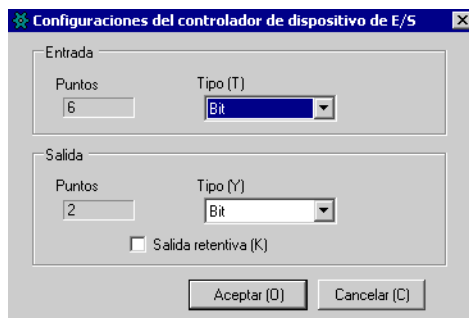 Configuraciones del controlador de dispositivo de E/S
Entrada
Puntos Tipo (T)
6 Bit
Salida
Puntos Tipo (Y)
2 Bit
Salida retentiva (K)
Aceptar (O) Cancelar (C)